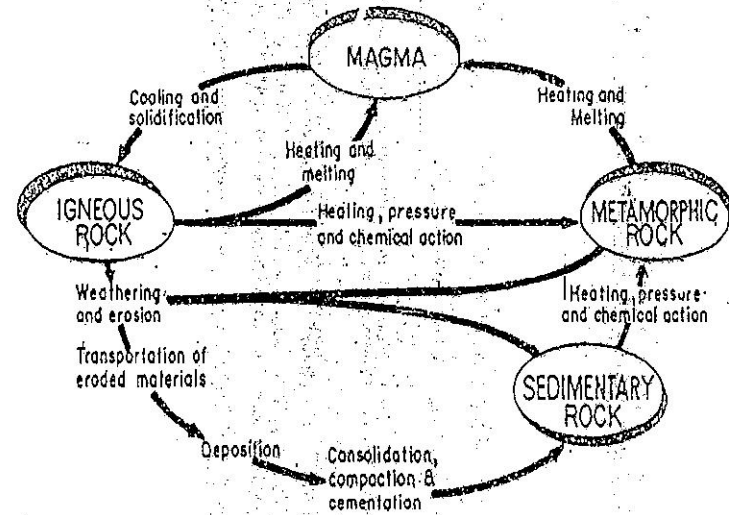 MAGMA
Cooling and
solidification
Heating and
Melting
Heating and
melting
IGNEOUS
ROCK
Heating, pressure
and chemical action
METAMORPHIC
ROCK
Weathering
and erosion
Heating, pressure
and chemical action
Transportation of
eroded materials
SEDIMENTARY
ROCK
Deposition
Consolidation,
compaction &
cementation